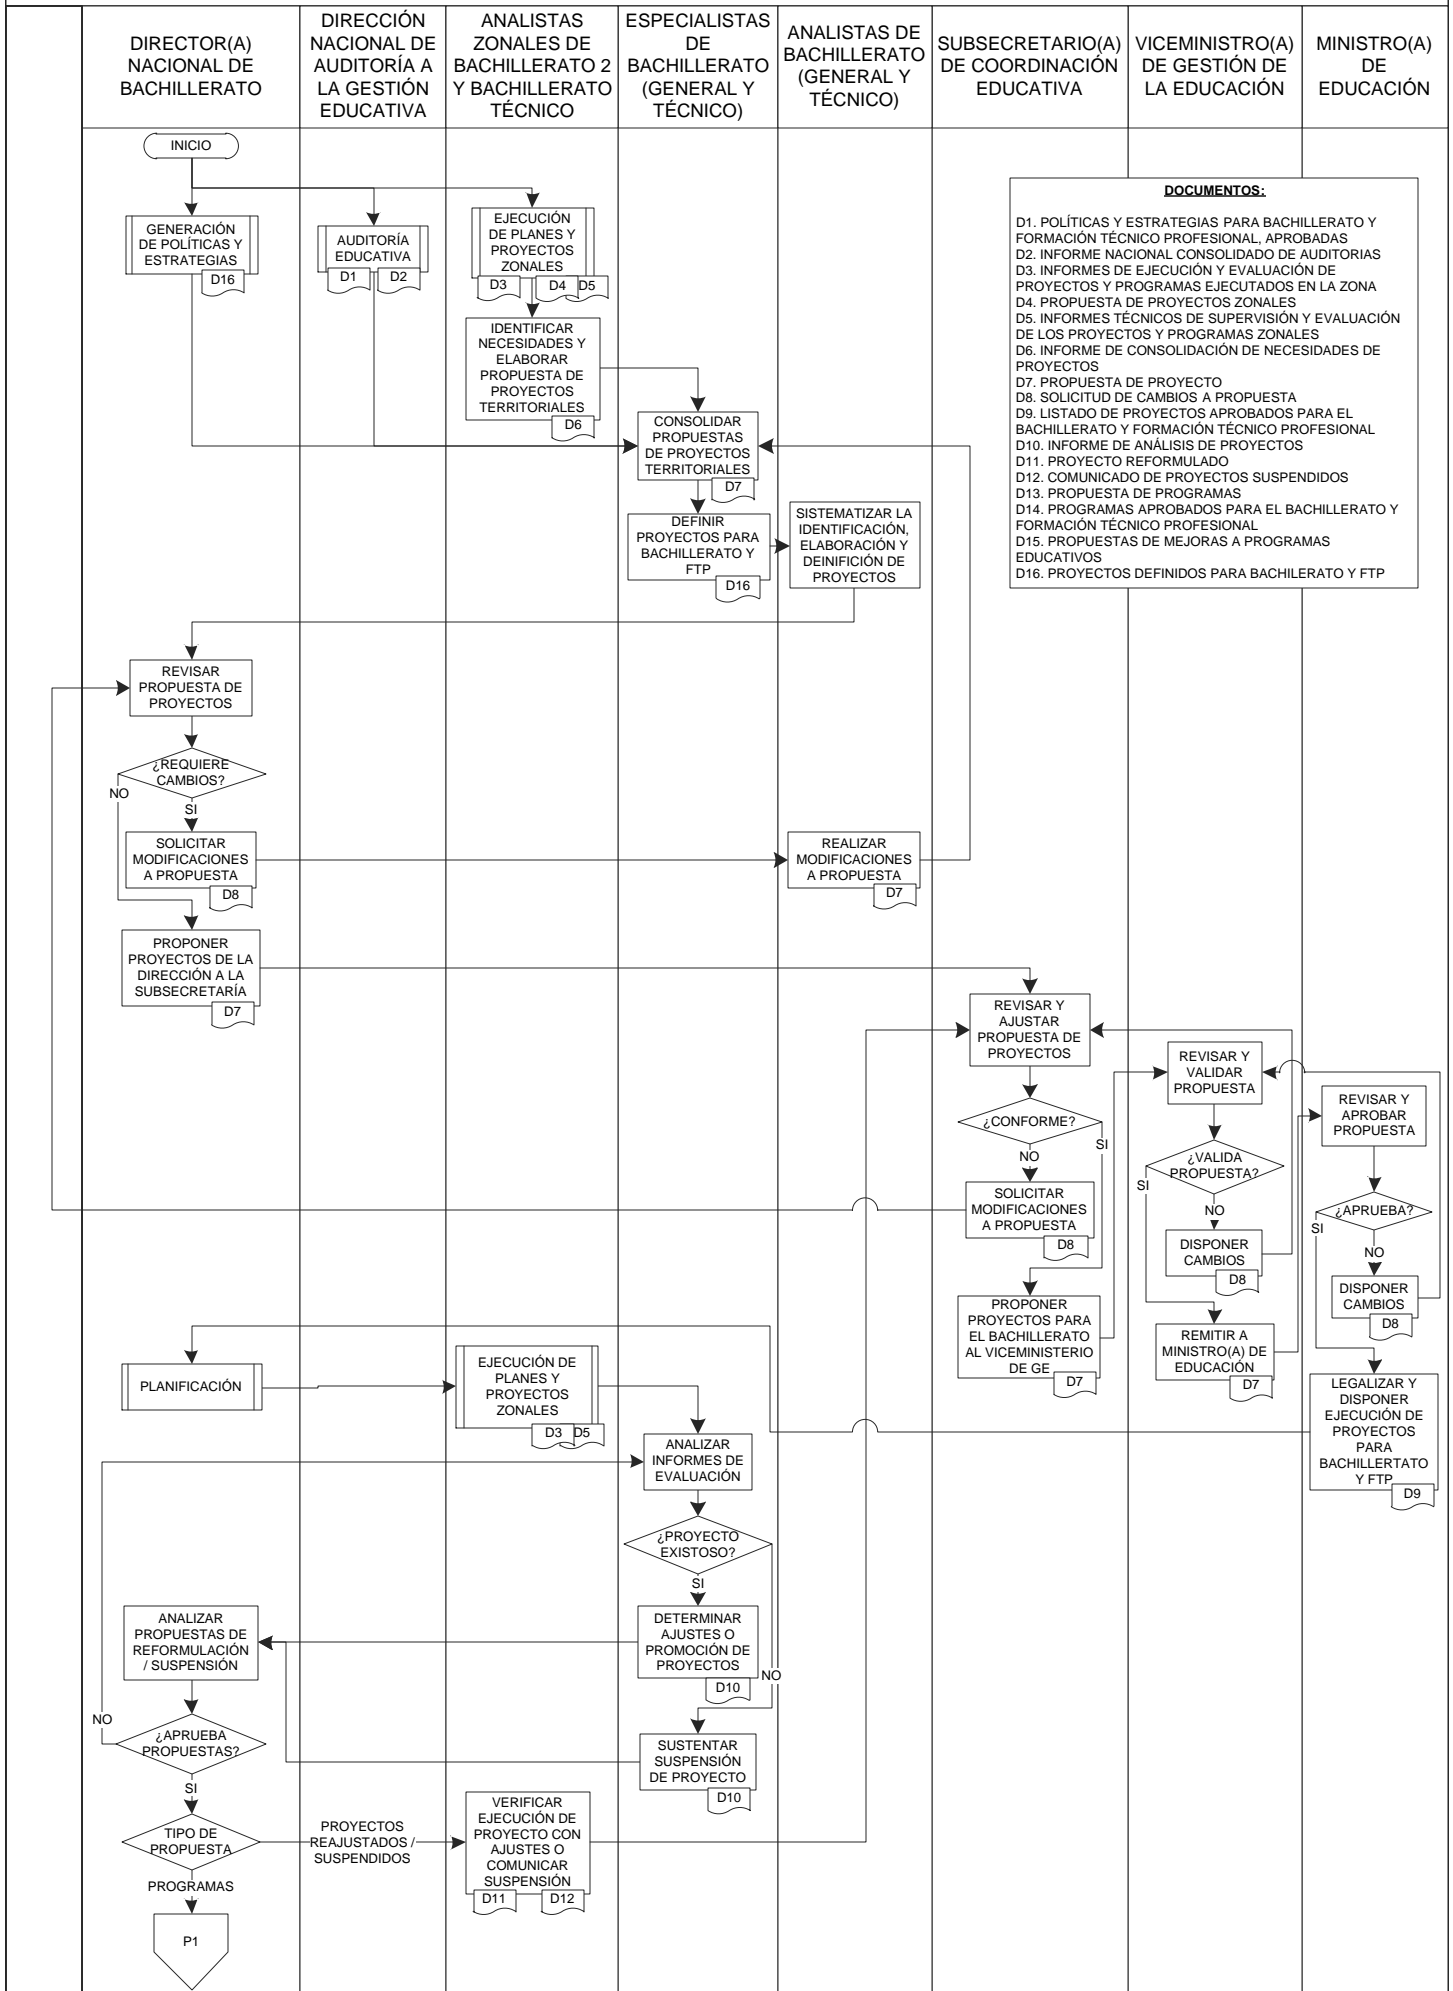 DIRECTOR(A)
NACIONAL DE
BACHILLERATO
DIRECCIÓN
NACIONAL DE
AUDITORÍA A
LA GESTIÓN
EDUCATIVA
ANALISTAS
ZONALES DE
BACHILLERATO 2
Y BACHILLERATO
TÉCNICO
ESPECIALISTAS
DE
BACHILLERATO
(GENERAL Y
TÉCNICO)
ANALISTAS DE
BACHILLERATO
(GENERAL Y
TÉCNICO)
SUBSECRETARIO(A)
DE COORDINACIÓN
EDUCATIVA
VICEMINISTRO(A)
DE GESTIÓN DE
LA EDUCACIÓN
MINISTRO(A)
DE
EDUCACIÓN
INICIO
GENERACIÓN
DE POLÍTICAS Y
ESTRATEGIAS
D16
AUDITORÍA
EDUCATIVA
D1
D2
EJECUCIÓN
DE PLANES Y
PROYECTOS
ZONALES
D3
D4
D5
DOCUMENTOS:
D1. POLÍTICAS Y ESTRATEGIAS PARA BACHILLERATO Y
FORMACIÓN TÉCNICO PROFESIONAL, APROBADAS
D2. INFORME NACIONAL CONSOLIDADO DE AUDITORIAS
D3. INFORMES DE EJECUCIÓN Y EVALUACIÓN DE
PROYECTOS Y PROGRAMAS EJECUTADOS EN LA ZONA
D4. PROPUESTA DE PROYECTOS ZONALES
D5. INFORMES TÉCNICOS DE SUPERVISIÓN Y EVALUACIÓN
DE LOS PROYECTOS Y PROGRAMAS ZONALES
D6. INFORME DE CONSOLIDACIÓN DE NECESIDADES DE
PROYECTOS
D7. PROPUESTA DE PROYECTO
D8. SOLICITUD DE CAMBIOS A PROPUESTA
D9. LISTADO DE PROYECTOS APROBADOS PARA EL
BACHILLERATO Y FORMACIÓN TÉCNICO PROFESIONAL
D10. INFORME DE ANÁLISIS DE PROYECTOS
D11. PROYECTO REFORMULADO
D12. COMUNICADO DE PROYECTOS SUSPENDIDOS
D13. PROPUESTA DE PROGRAMAS
D14. PROGRAMAS APROBADOS PARA EL BACHILLERATO Y
FORMACIÓN TÉCNICO PROFESIONAL
D15. PROPUESTAS DE MEJORAS A PROGRAMAS
EDUCATIVOS
D16. PROYECTOS DEFINIDOS PARA BACHILERATO Y FTP
IDENTIFICAR
NECESIDADES Y
ELABORAR
PROPUESTA DE
PROYECTOS
TERRITORIALES
D6
CONSOLIDAR
PROPUESTAS
DE PROYECTOS
TERRITORIALES
D7
DEFINIR
PROYECTOS PARA
BACHILLERATO Y
FTP
D16
SISTEMATIZAR LA
IDENTIFICACIÓN,
ELABORACIÓN Y
DEINIFICIÓN DE
PROYECTOS
REVISAR
PROPUESTA DE
PROYECTOS
¿REQUIERE
CAMBIOS?
NO
SI
SOLICITAR
MODIFICACIONES
A PROPUESTA
D8
REALIZAR
MODIFICACIONES
A PROPUESTA
D7
PROPONER
PROYECTOS DE LA
DIRECCIÓN A LA
SUBSECRETARÍA
D7
REVISAR Y
AJUSTAR
PROPUESTA DE
PROYECTOS
¿CONFORME?
SI
NO
SOLICITAR
MODIFICACIONES
A PROPUESTA
D8
PROPONER
PROYECTOS PARA
EL BACHILLERATO
AL VICEMINISTERIO
DE GE
D7
REVISAR Y
VALIDAR
PROPUESTA
¿VALIDA
PROPUESTA?
SI
NO
DISPONER
CAMBIOS
D8
REMITIR A
MINISTRO(A) DE
EDUCACIÓN
D7
REVISAR Y
APROBAR
PROPUESTA
¿APRUEBA?
SI
NO
DISPONER
CAMBIOS
D8
LEGALIZAR Y
DISPONER
EJECUCIÓN DE
PROYECTOS
PARA
BACHILLERTATO
Y FTP
D9
PLANIFICACIÓN
EJECUCIÓN DE
PLANES Y
PROYECTOS
ZONALES
D3
D5
ANALIZAR
INFORMES DE
EVALUACIÓN
¿PROYECTO
EXISTOSO?
SI
NO
DETERMINAR
AJUSTES O
PROMOCIÓN DE
PROYECTOS
D10
SUSTENTAR
SUSPENSIÓN
DE PROYECTO
D10
ANALIZAR
PROPUESTAS DE
REFORMULACIÓN
/ SUSPENSIÓN
NO
¿APRUEBA
PROPUESTAS?
SI
TIPO DE
PROPUESTA
PROYECTOS
REAJUSTADOS /
SUSPENDIDOS
VERIFICAR
EJECUCIÓN DE
PROYECTO CON
AJUSTES O
COMUNICAR
SUSPENSIÓN
D11
D12
PROGRAMAS
P1